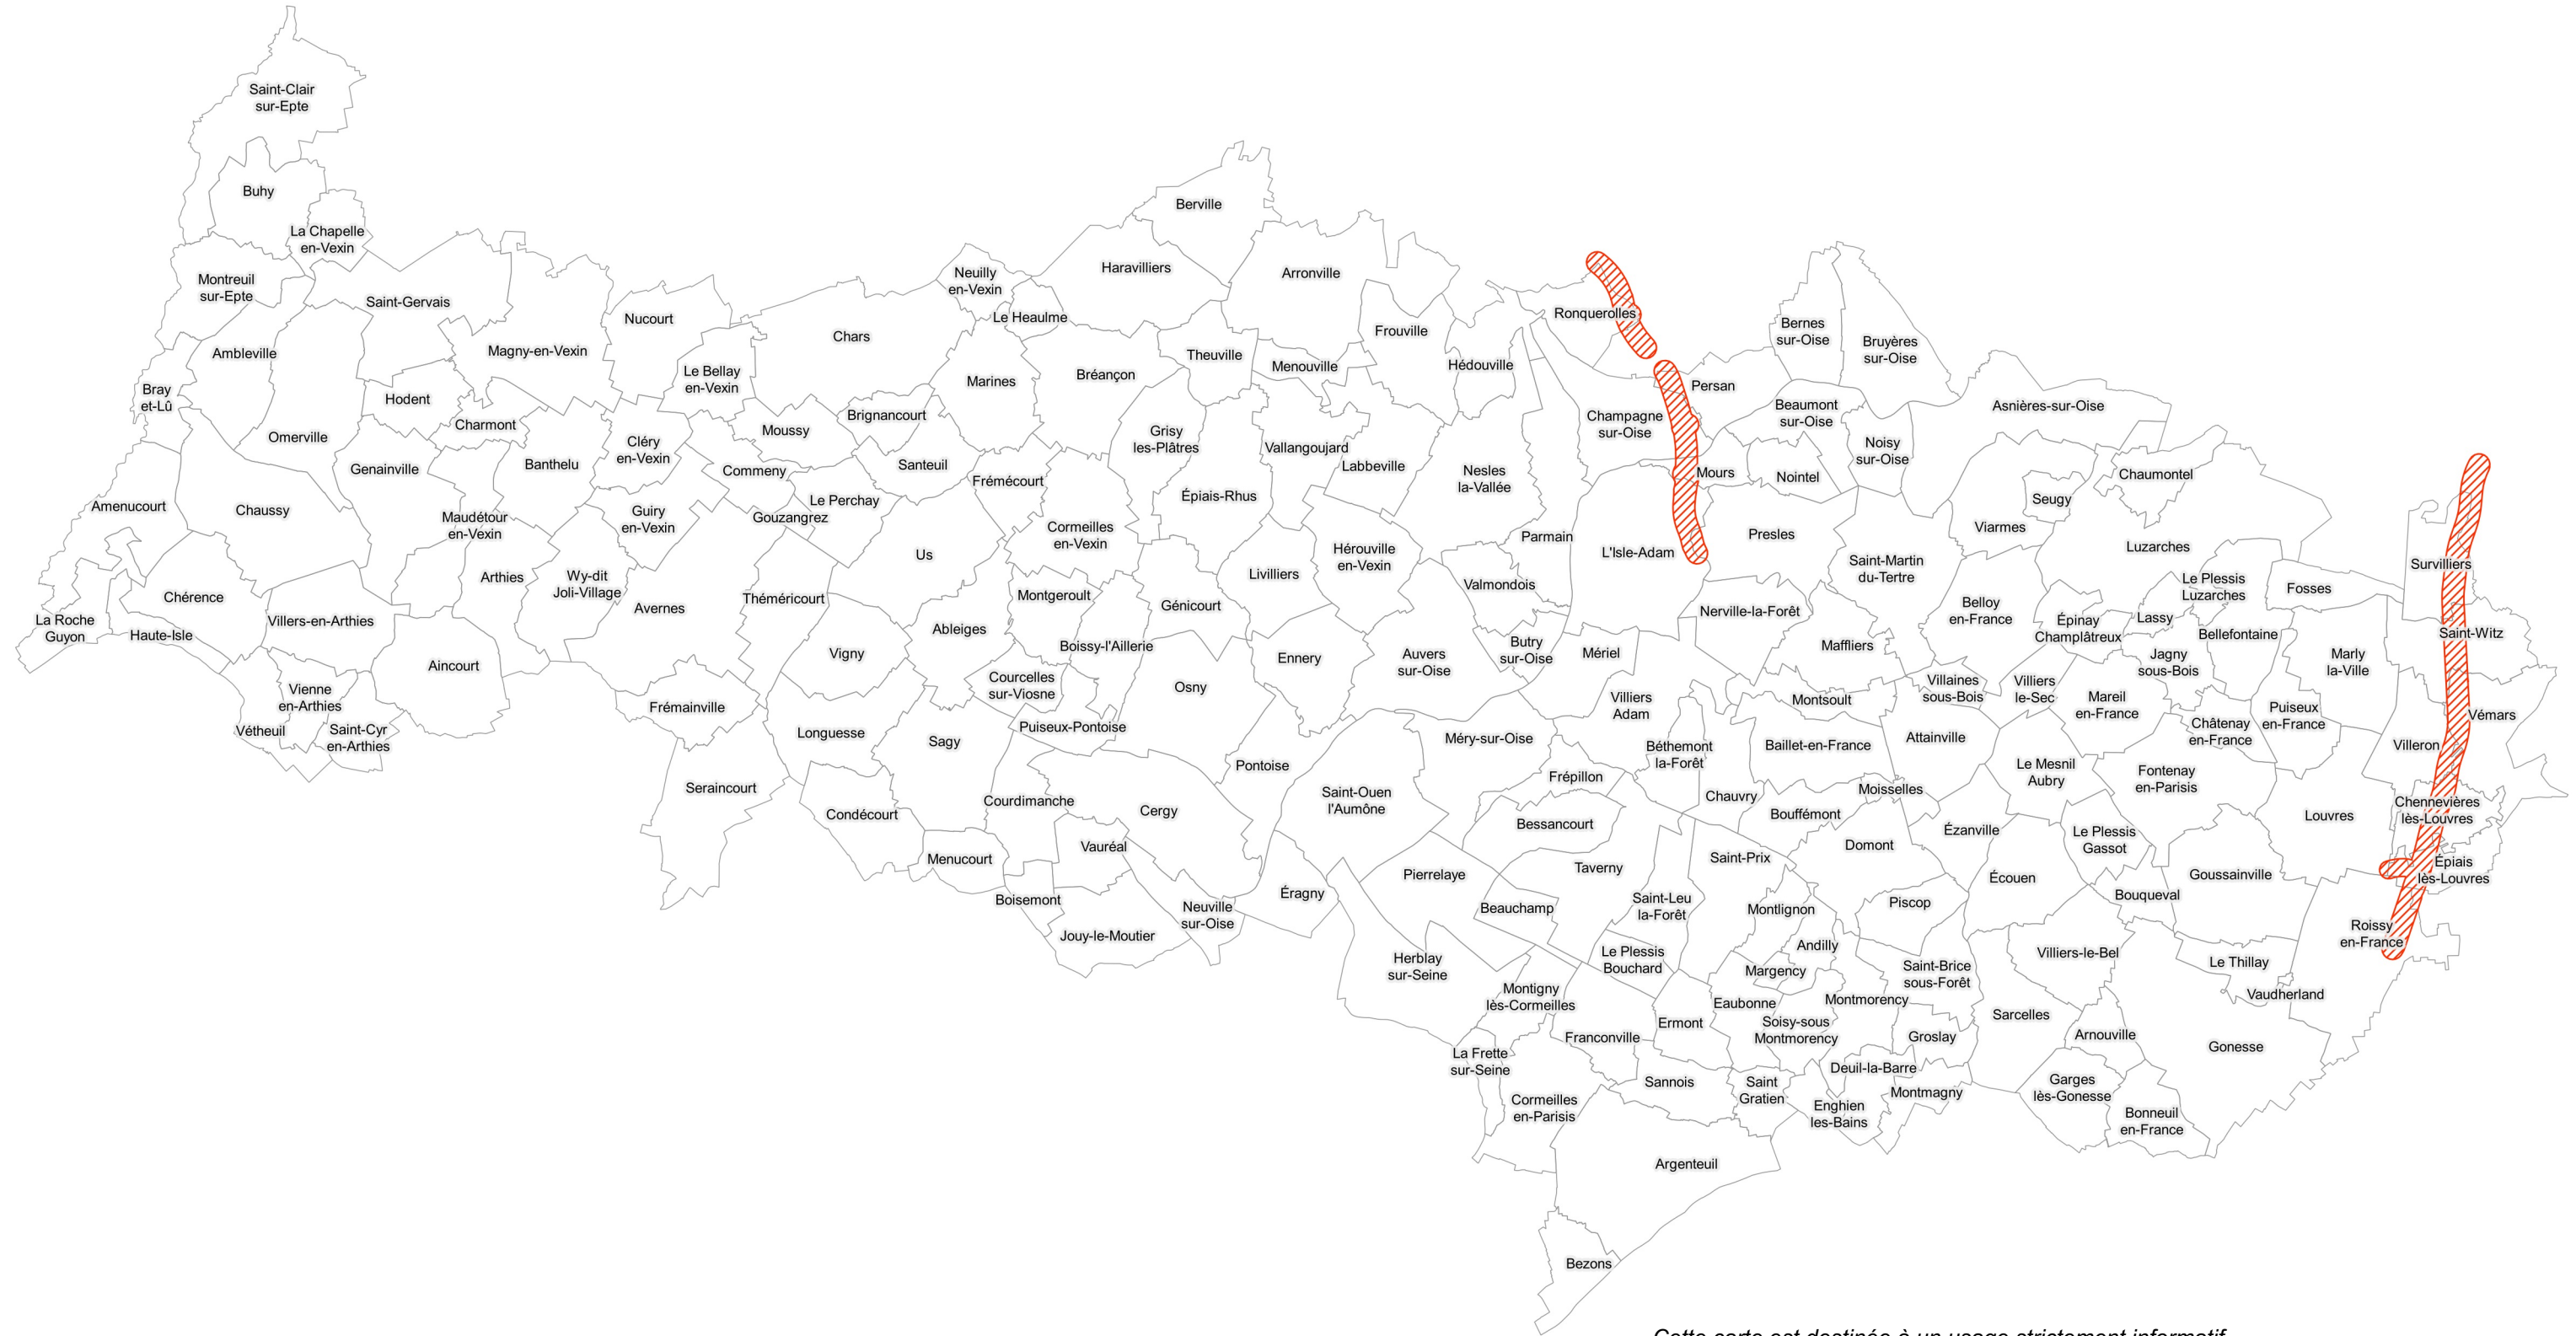 Saint-Clair
sur-Epte
Buhy
La Chapelle
en-Vexin
Montreuil
sur-Epte
Saint-Gervais
Ambleville
Bray
et-Lû
Hodent
Charmont
Omerville
Genainville
Magny-en-Vexin
Nucourt
Le Bellay
en-Vexin
Chars
Neuilly
en-Vexin
Le Heaulme
Haravilliers
Berville
Arronville
Theuville
Menouville
Frouville
Hédouville
Ronquerolles
Bernes
sur-Oise
Bruyères
sur-Oise
Persan
Champagne
sur-Oise
Beaumont
sur-Oise
Asnières-sur-Oise
Noisy
sur-Oise
Mours
Nointel
Marines
Bréançon
Brignancourt
Moussy
Cléry
en-Vexin
Banthelu
Commeny
Santeuil
Frémécourt
Grisy
les-Plâtres
Vallangoujard
Labbeville
Nesles
la-Vallée
Épiais-Rhus
Le Perchay
Gouzangrez
Guiry
en-Vexin
Maudétour
en-Vexin
Chaussy
Amenucourt
Chérence
La Roche
Guyon
Haute-Isle
Villers-en-Arthies
Arthies
Wy-dit
Joli-Village
Avernes
Théméricourt
Us
Cormeilles
en-Vexin
Montgeroult
Ableiges
Génicourt
Livilliers
Hérouville
en-Vexin
Parmain
L'Isle-Adam
Presles
Valmondois
Saint-Martin
du-Tertre
Viarmes
Seugy
Chaumontel
Luzarches
Le Plessis
Luzarches
Fosses
Survilliers
Saint-Witz
Belloy
en-France
Épinay
Champlâtreux
Lassy
Bellefontaine
Jagny
sous-Bois
Marly
la-Ville
Nerville-la-Forêt
Maffliers
Mériel
Butry
sur-Oise
Auvers
sur-Oise
Ennery
Boissy-l'Aillerie
Courcelles
sur-Viosne
Osny
Vigny
Aincourt
Vienne
en-Arthies
Vétheuil
Saint-Cyr
en-Arthies
Frémainville
Longuesse
Sagy
Puiseux-Pontoise
Pontoise
Méry-sur-Oise
Villiers
Adam
Béthemont
la-Forêt
Montsoult
Baillet-en-France
Villaines
sous-Bois
Villiers
le-Sec
Mareil
en-France
Châtenay
en-France
Puiseux
en-France
Vémars
Villeron
Attainville
Le Mesnil
Aubry
Fontenay
en-Parisis
Seraincourt
Condécourt
Courdimanche
Cergy
Saint-Ouen
l'Aumône
Frépillon
Chauvry
Moisselles
Bouffémont
Bessancourt
Louvres
Chennevières
lès-Louvres
Menucourt
Vauréal
Ézanville
Le Plessis
Gassot
Domont
Saint-Prix
Taverny
Pierrelaye
Éragny
Écouen
Goussainville
Bouqueval
Épiais
lès-Louvres
Boisemont
Jouy-le-Moutier
Neuville
sur-Oise
Beauchamp
Saint-Leu
la-Forêt
Montlignon
Piscop
Andilly
Roissy
en-France
Villiers-le-Bel
Le Thillay
Herblay
sur-Seine
Le Plessis
Bouchard
Margency
Saint-Brice
sous-Forêt
Montigny
lès-Cormeilles
Eaubonne
Montmorency
Vaudherland
Sarcelles
Ermont
Soisy-sous
Montmorency
Groslay
Franconville
Arnouville
Gonesse
La Frette
sur-Seine
Deuil-la-Barre
Sannois
Saint
Gratien
Montmagny
Garges
lès-Gonesse
Cormeilles
en-Parisis
Enghien
les-Bains
Bonneuil
en-France
Argenteuil
Bezons
Cette carte est destinée à un usage strictement informatif